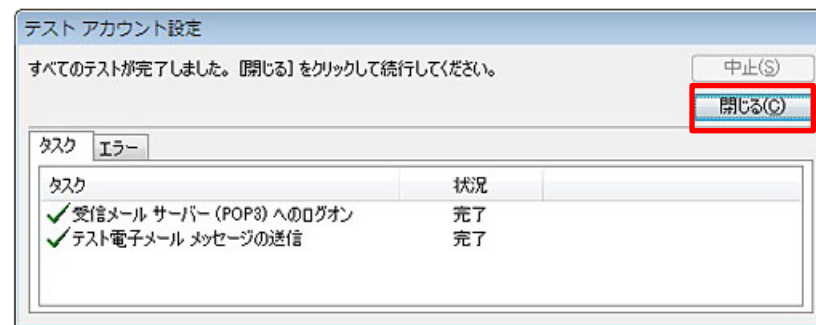 テスト アカウント設定
すべてのテストが完了しました。[閉じる] をクリックして続行してください。
中止(S)
閉じる(C)
タスク エラー
タスク 状況
受信メール サーバー (POP3) へのログオン 完了
テスト電子メール メッセージの送信 完了